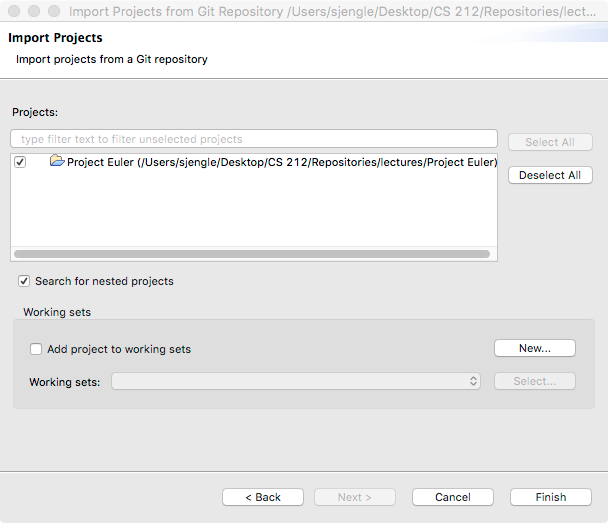 Import Projects from Git Repository /Users/sjengle/Desktop/CS 212/Repositories/lect...
Import Projects
Import projects from a Git repository
Projects:
type filter text to filter unselected projects
Select All
Project Euler (/Users/sjengle/Desktop/CS 212/Repositories/lectures/Project Euler)
Deselect All
Search for nested projects
Working sets
Add project to working sets
New...
Working sets:
Select...
< Back
Next >
Cancel
Finish